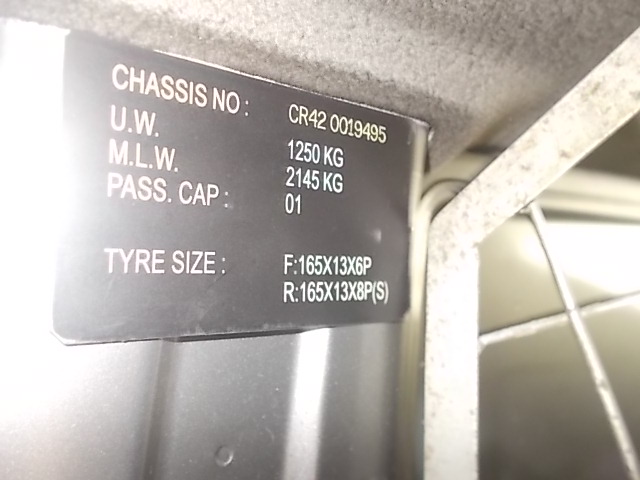 CHASSIS NO : CR42 0019495
U.W. 1250 KG
M.L.W. 2145 KG
PASS. CAP : 01
TYRE SIZE : F:165X13X6P
R:165X13X8P(S)